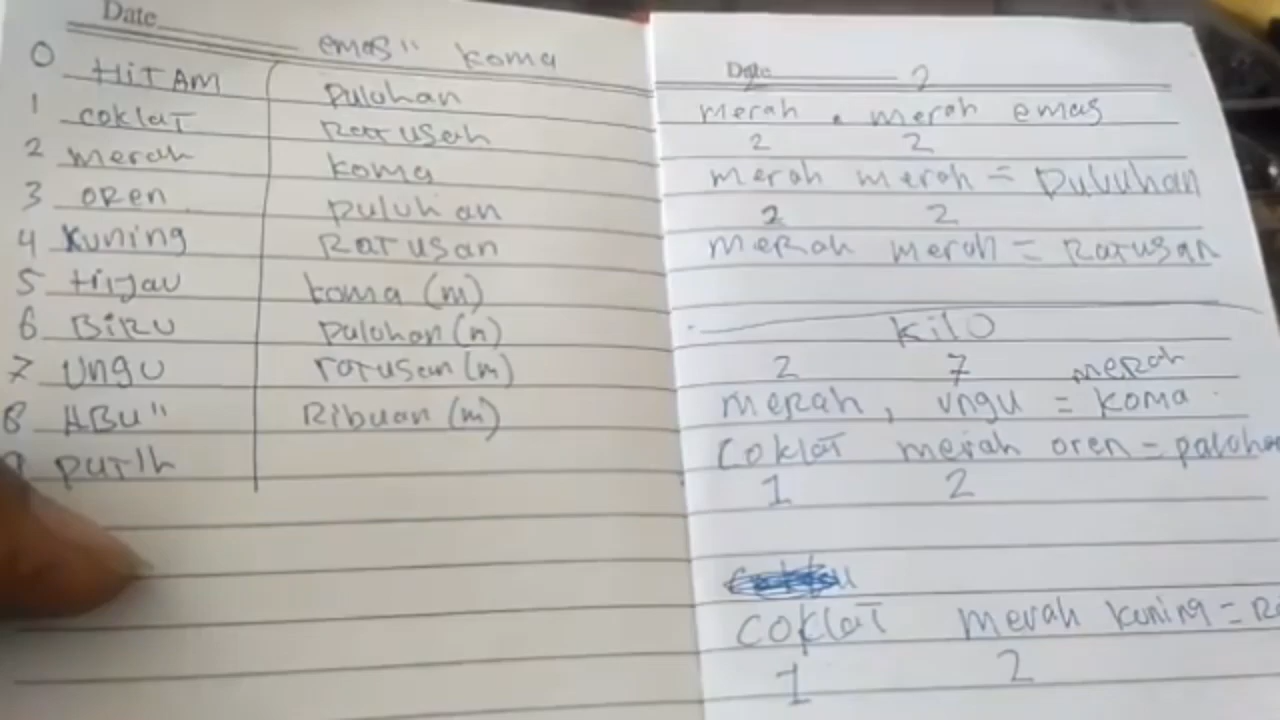 Date
emas" koma
0 HiTAM puluhan
1 coklaT Ratusan
2 merah koma
3 oren puluhan
4 kuning Ratusan
5 Hijau koma (m)
6 BiRU puluhan (m)
7 Ungu ratusan (m)
8 ABU" Ribuan (m)
9 putih
Date
2 2
merah , merah emas
2 2
merah merah = puluhan
2 2
meRah merah = Ratusan
kilo
2 7 merah
meRah , ungu = koma
CoklaT merah oren = puluhan
1 2
CoklaT merah kuning = Ra
1 2